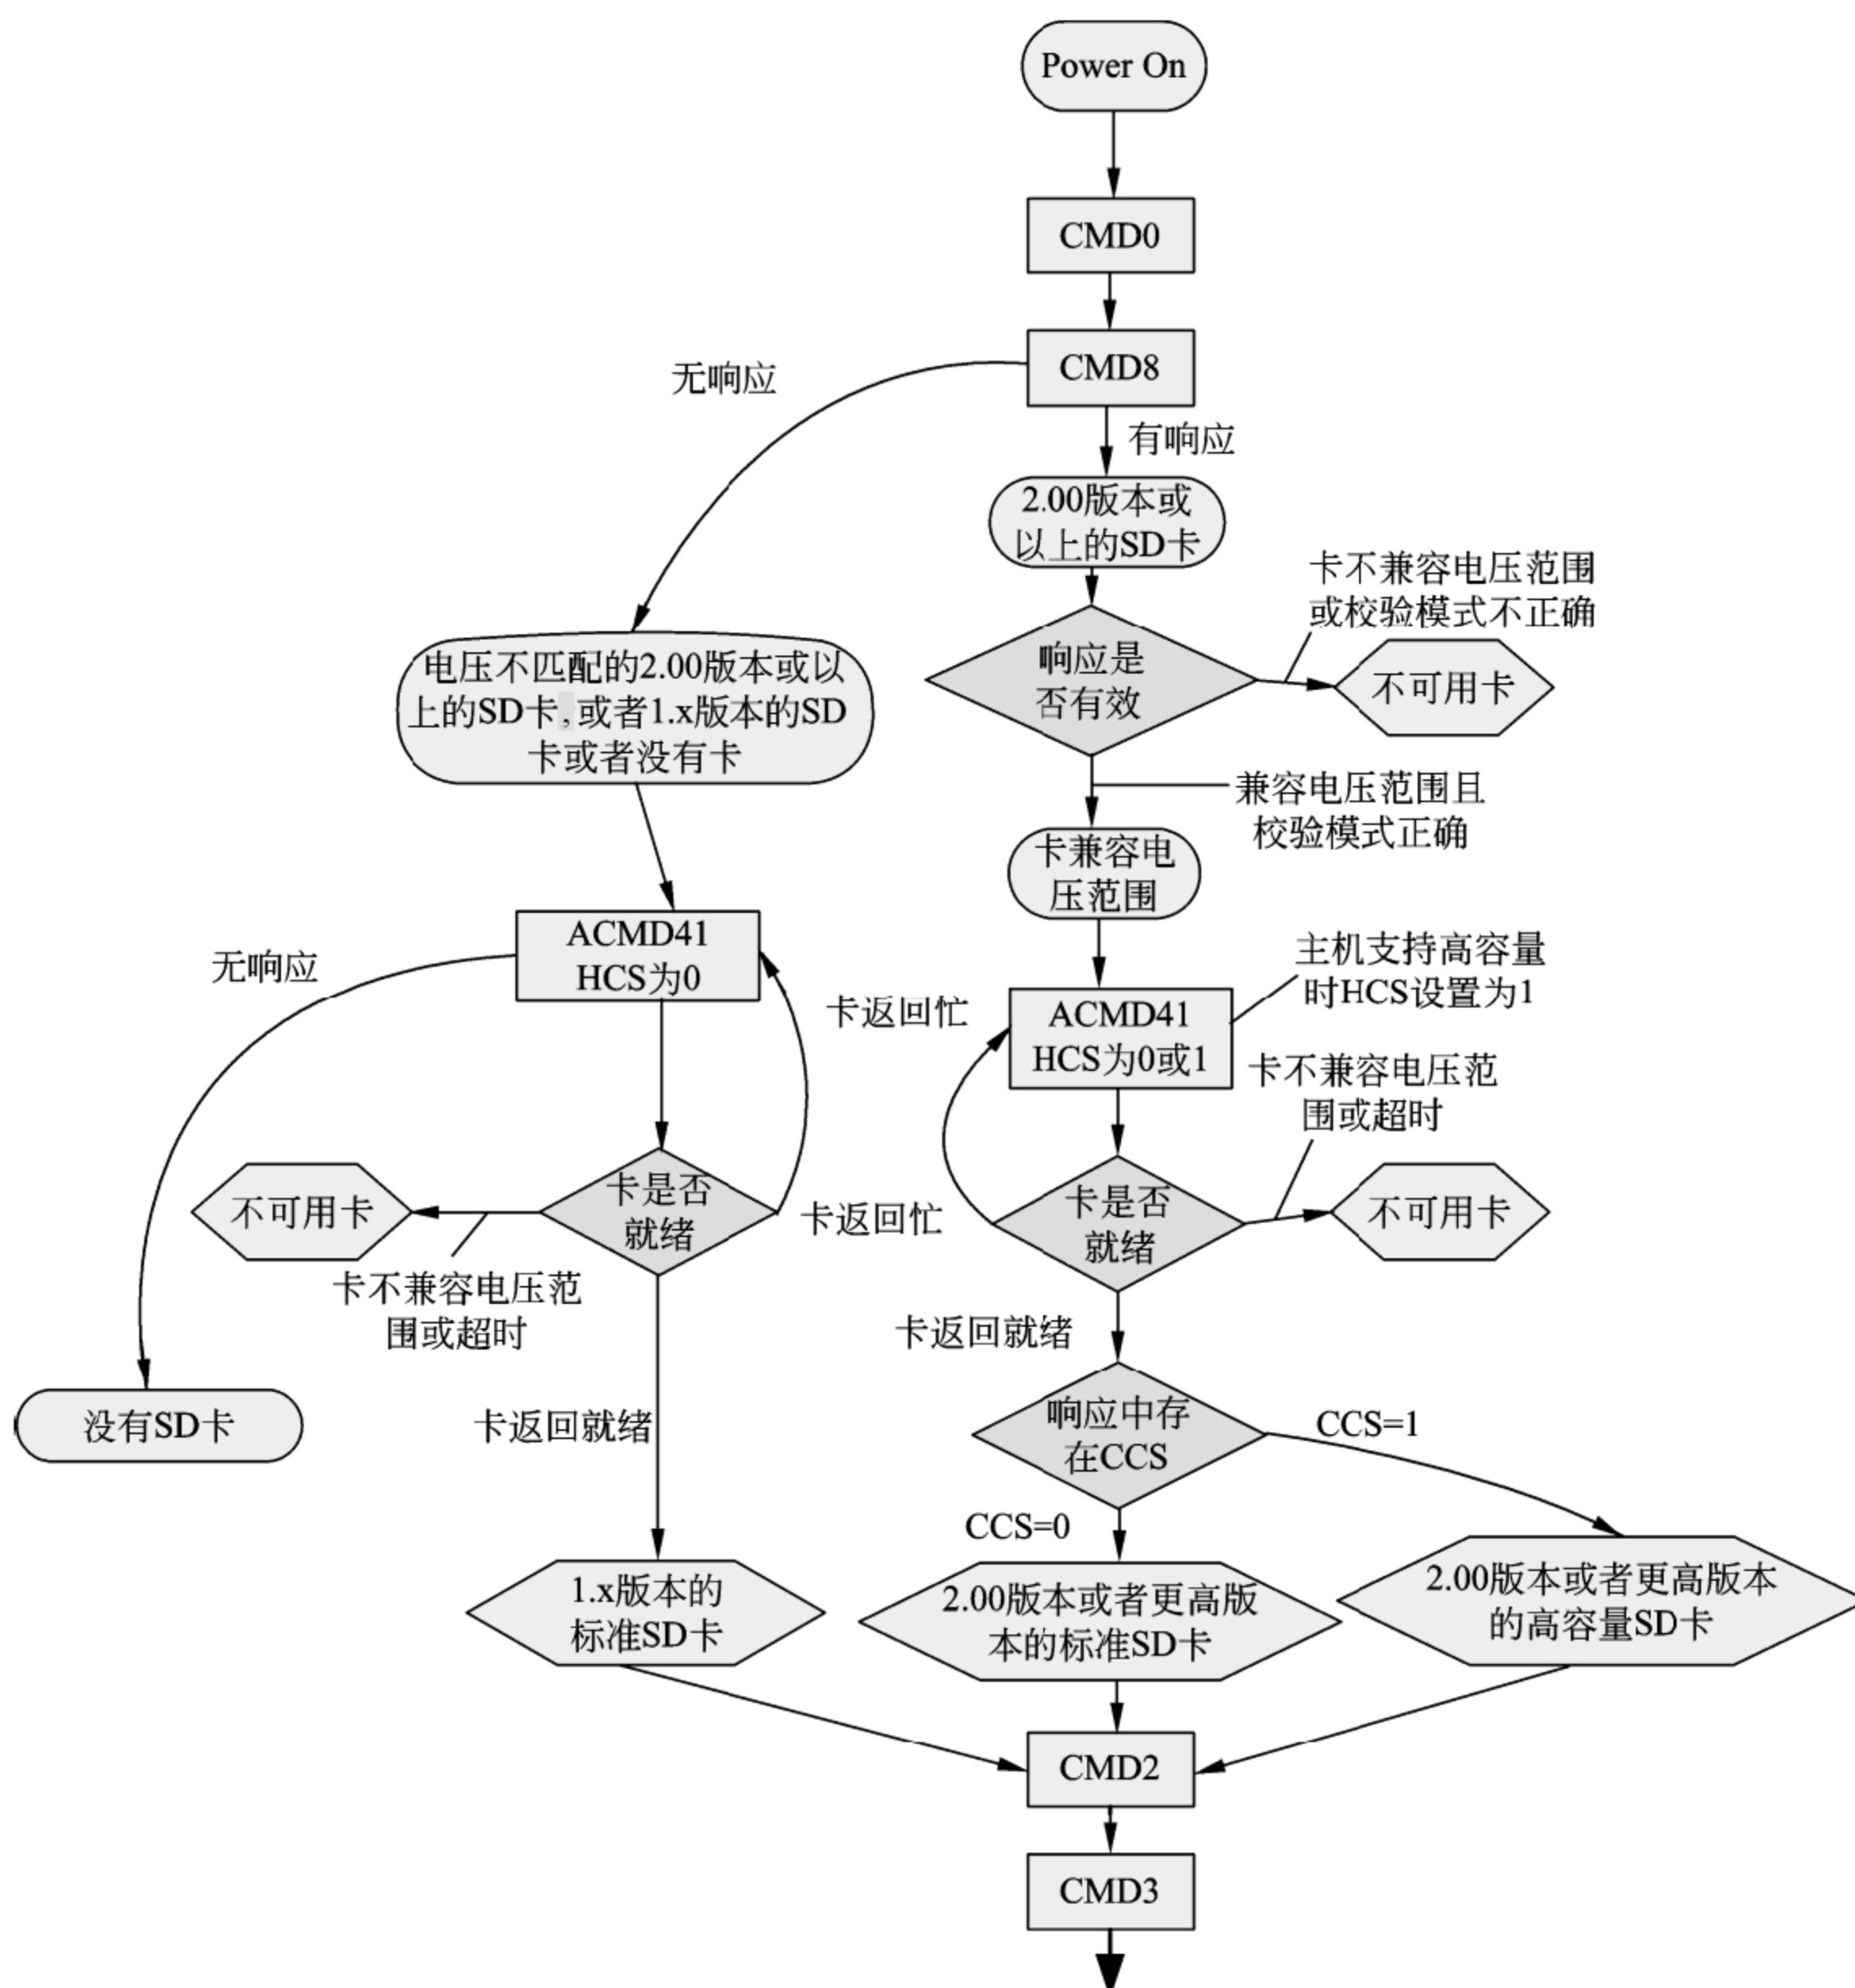 Power On
CMD0
CMD8
无响应
有响应
2.00版本或
以上的SD卡
卡不兼容电压范围
或校验模式不正确
响应是
否有效
不可用卡
电压不匹配的2.00版本或以
上的SD卡,或者1.x版本的SD
卡或者没有卡
兼容电压范围且
校验模式正确
卡兼容电
压范围
ACMD41
HCS为0
无响应
主机支持高容量
时HCS设置为1
卡返回忙
ACMD41
HCS为0或1
卡不兼容电压范
围或超时
不可用卡
卡是否
就绪
卡返回忙
卡是否
就绪
不可用卡
卡不兼容电压范
围或超时
卡返回就绪
没有SD卡
卡返回就绪
响应中存
在CCS
CCS=1
CCS=0
1.x版本的
标准SD卡
2.00版本或者更高版
本的标准SD卡
2.00版本或者更高版本
的高容量SD卡
CMD2
CMD3